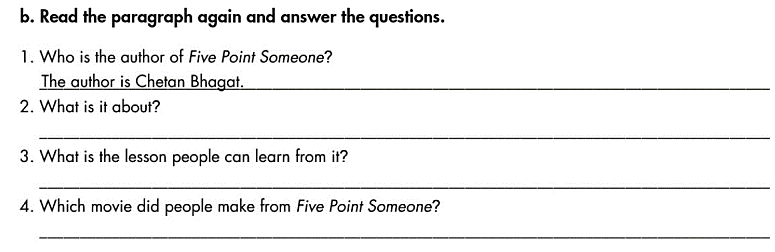 b. Read the paragraph again and answer the questions.
1. Who is the author of Five Point Someone?
The author is Chetan Bhagat.
2. What is it about?
3. What is the lesson people can learn from it?
4. Which movie did people make from Five Point Someone?